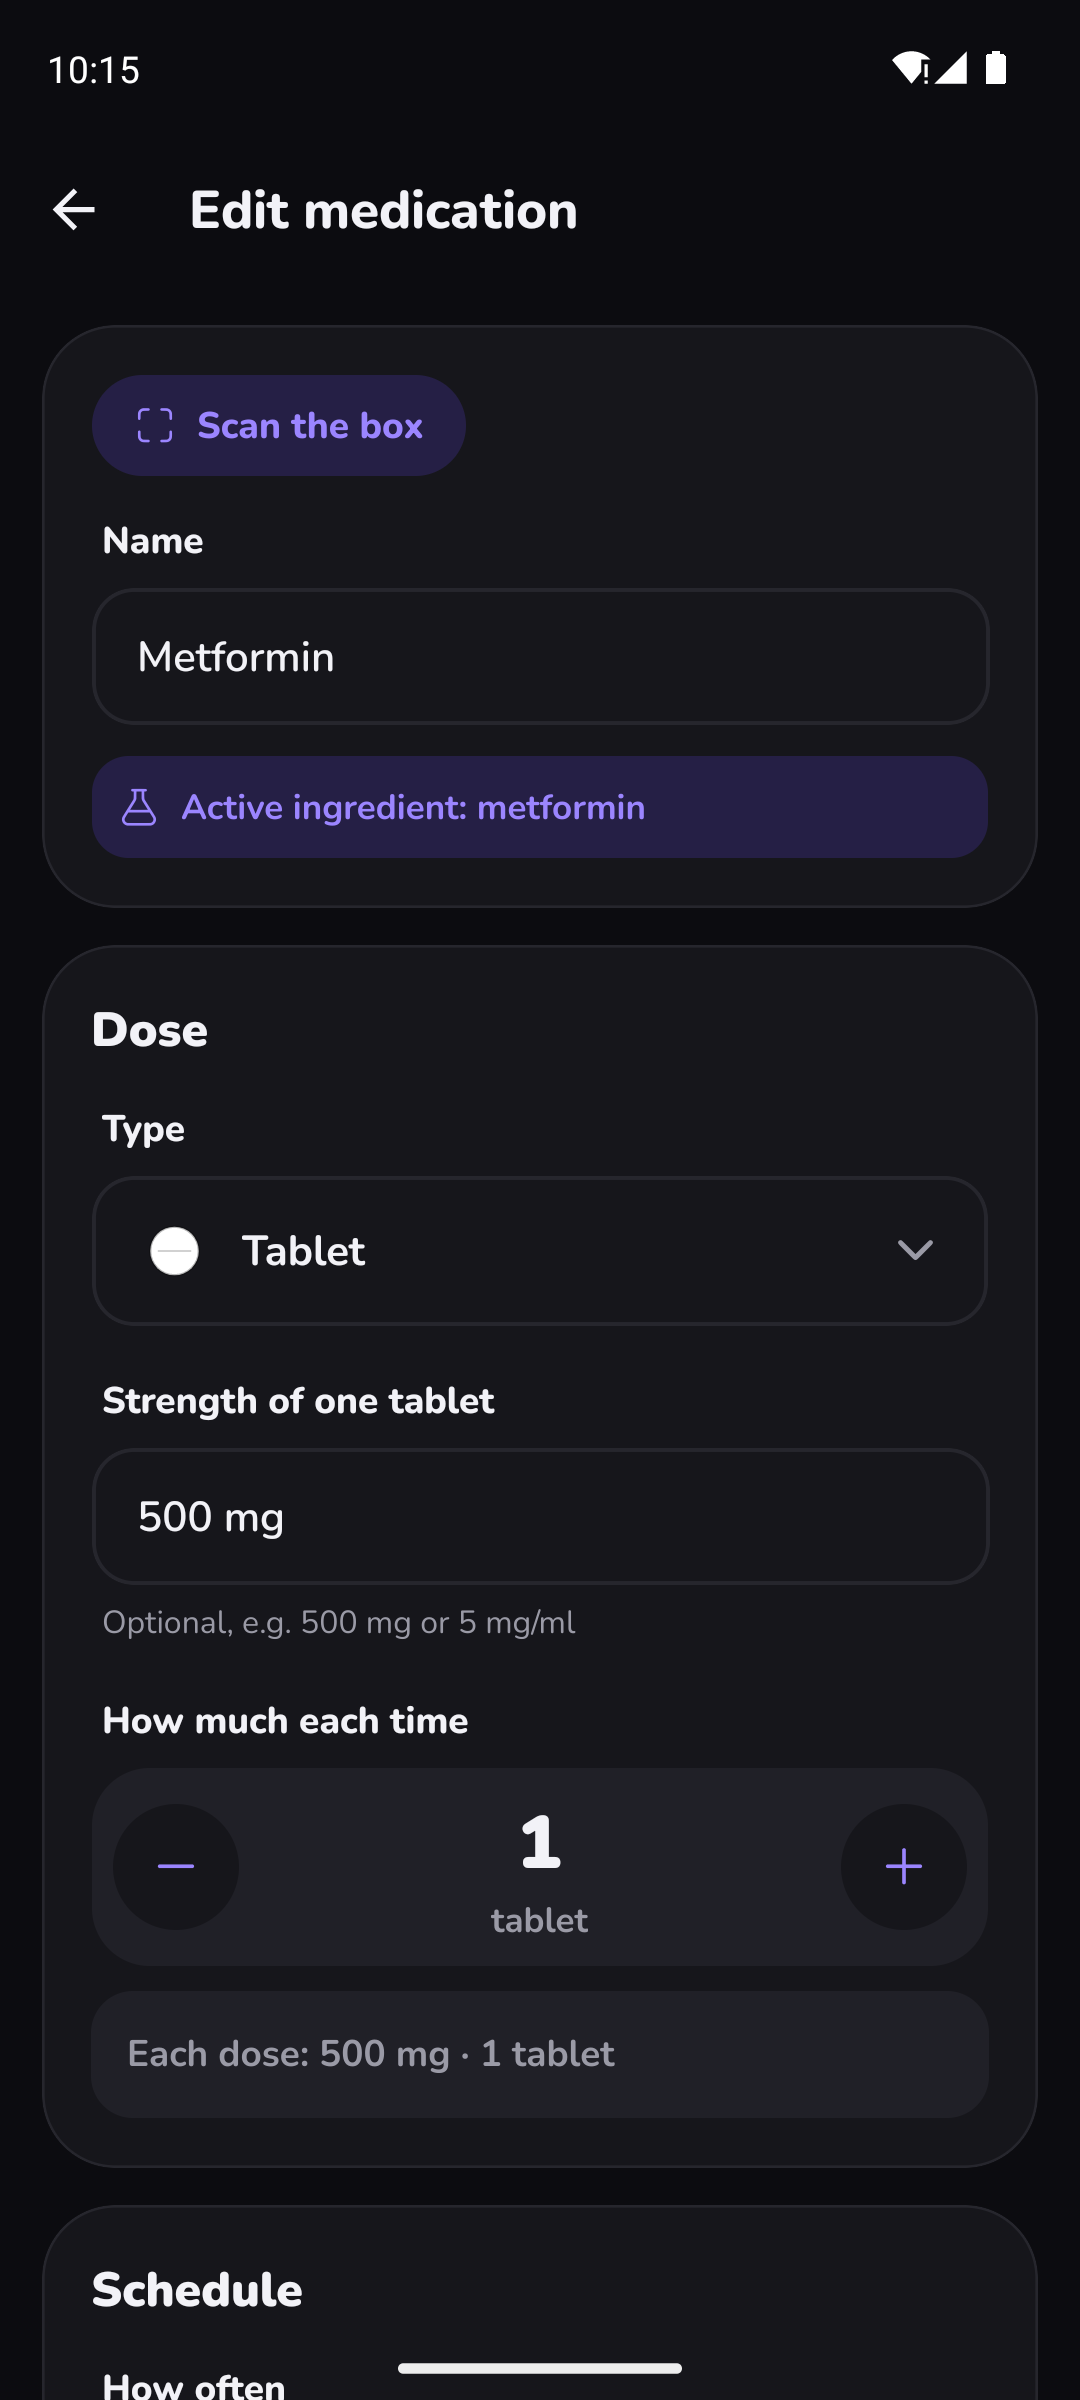 10:15
Edit medication
Scan the box
Name
Metformin
Active ingredient: metformin
Dose
Type
Tablet
Strength of one tablet
500 mg
Optional, e.g. 500 mg or 5 mg/ml
How much each time
1
tablet
Each dose: 500 mg · 1 tablet
Schedule
How often